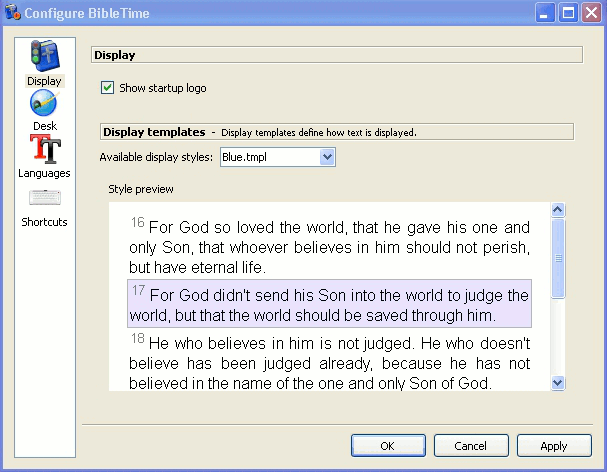 Configure BibleTime
Display
Desk
Languages
Shortcuts
Display
Show startup logo
Display templates - Display templates define how text is displayed.
Available display styles: Blue.tmpl
Style preview
16 For God so loved the world, that he gave his one and
only Son, that whoever believes in him should not perish,
but have eternal life.
17 For God didn't send his Son into the world to judge the
world, but that the world should be saved through him.
18 He who believes in him is not judged. He who doesn't
believe has been judged already, because he has not
believed in the name of the one and only Son of God.
OK Cancel Apply